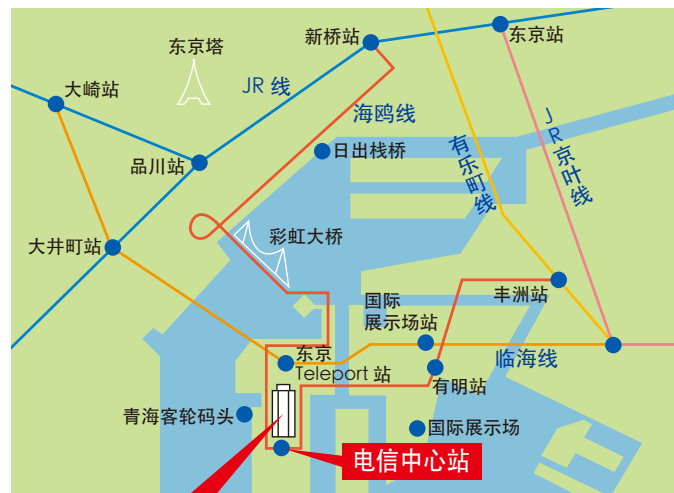 新桥站
东京站
东京塔
大崎站
JR 线
海鸥线
JR京叶线
有乐町线
日出栈桥
品川站
彩虹大桥
大井町站
丰洲站
国际
展示场站
东京
Teleport 站
临海线
有明站
青海客轮码头
国际展示场
电信中心站